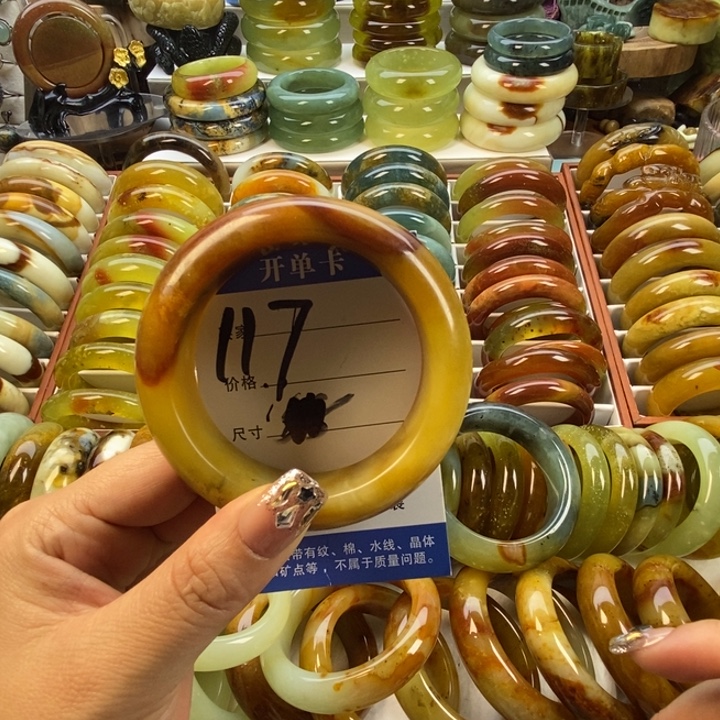 开单卡
117
价格
尺寸
带有纹、棉、水线、晶体
矿点等，不属于质量问题。